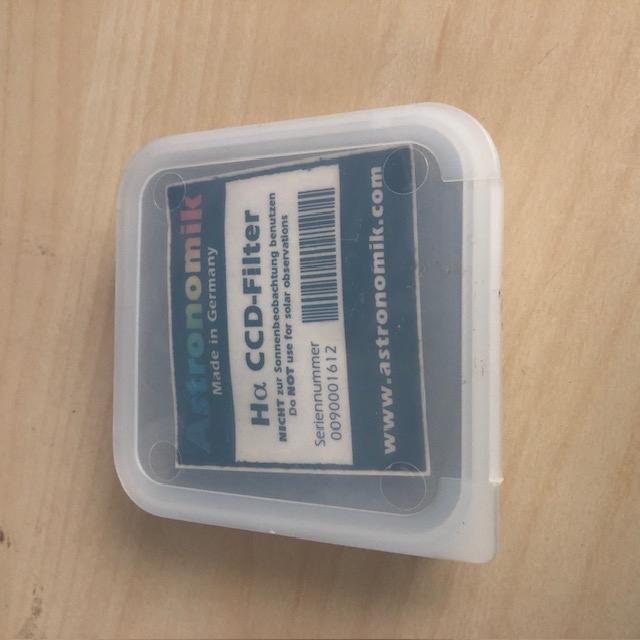 Astronomik
Made in Germany
Hα CCD-Filter
NICHT zur Sonnenbeobachtung benutzen
Do NOT use for solar observations
Seriennummer
0090001612
www.astronomik.com